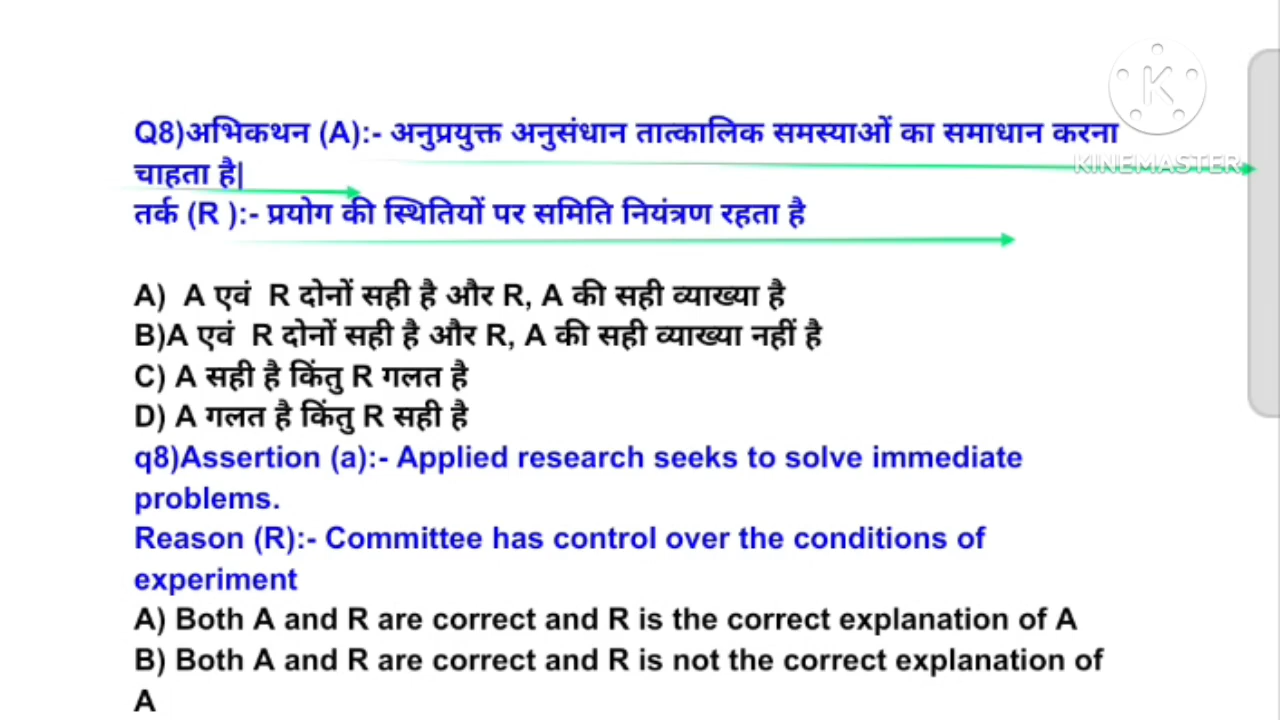 KINEMASTER
Q8)अभिकथन (A):- अनुप्रयुक्त अनुसंधान तात्कालिक समस्याओं का समाधान करना
चाहता है|
तर्क (R ):- प्रयोग की स्थितियों पर समिति नियंत्रण रहता है
A) A एवं R दोनों सही है और R, A की सही व्याख्या है
B)A एवं R दोनों सही है और R, A की सही व्याख्या नहीं है
C) A सही है किंतु R गलत है
D) A गलत है किंतु R सही है
q8)Assertion (a):- Applied research seeks to solve immediate
problems.
Reason (R):- Committee has control over the conditions of
experiment
A) Both A and R are correct and R is the correct explanation of A
B) Both A and R are correct and R is not the correct explanation of
A